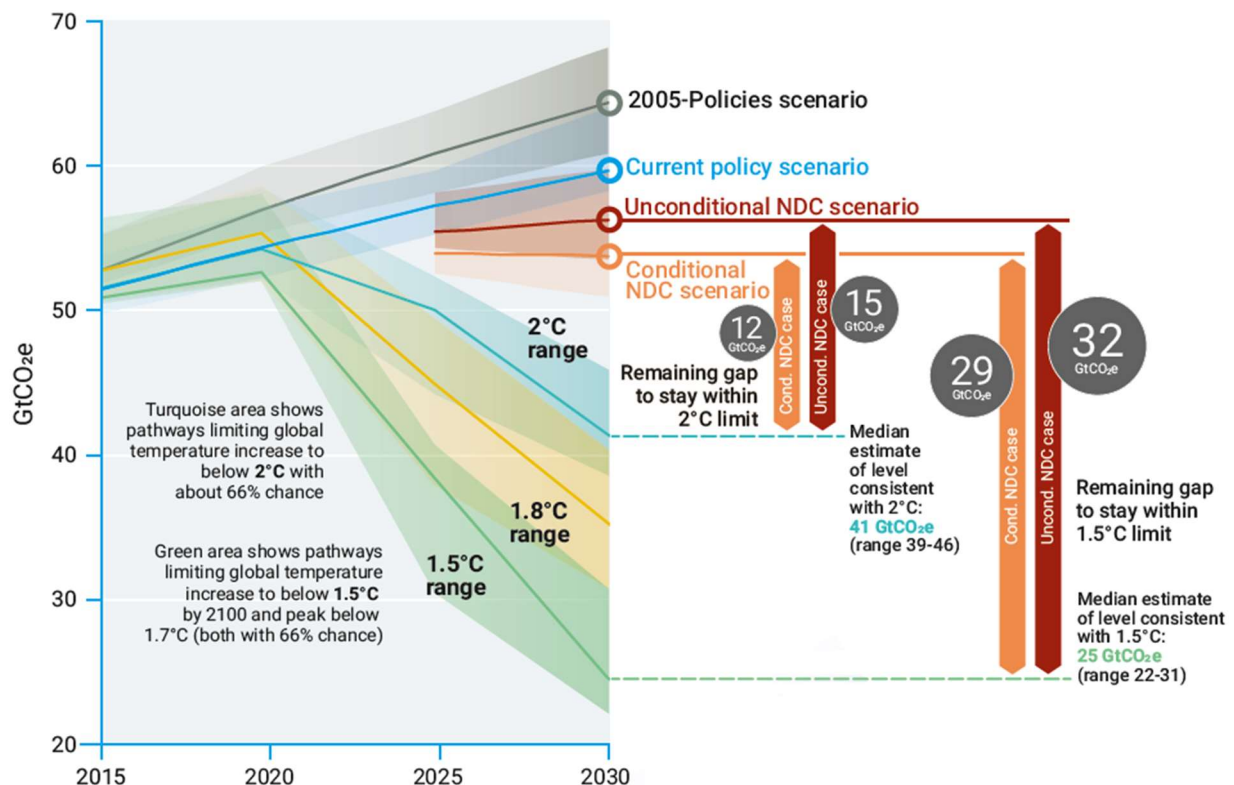 70
60
50
40
30
20
GtCO₂e
2015
2020
2025
2030
2005-Policies scenario
Current policy scenario
Unconditional NDC scenario
Conditional
NDC scenario
2°C
range
1.8°C
range
1.5°C
range
Turquoise area shows
pathways limiting global
temperature increase to
below 2°C with
about 66% chance
Green area shows pathways
limiting global temperature
increase to below 1.5°C
by 2100 and peak below
1.7°C (both with 66% chance)
12
GtCO₂e
Cond. NDC case
Uncond. NDC case
15
GtCO₂e
Remaining gap
to stay within
2°C limit
Median
estimate
of level
consistent
with 2°C:
41 GtCO₂e
(range 39-46)
29
GtCO₂e
Cond. NDC case
Uncond. NDC case
32
GtCO₂e
Remaining gap
to stay within
1.5°C limit
Median estimate
of level consistent
with 1.5°C:
25 GtCO₂e
(range 22-31)